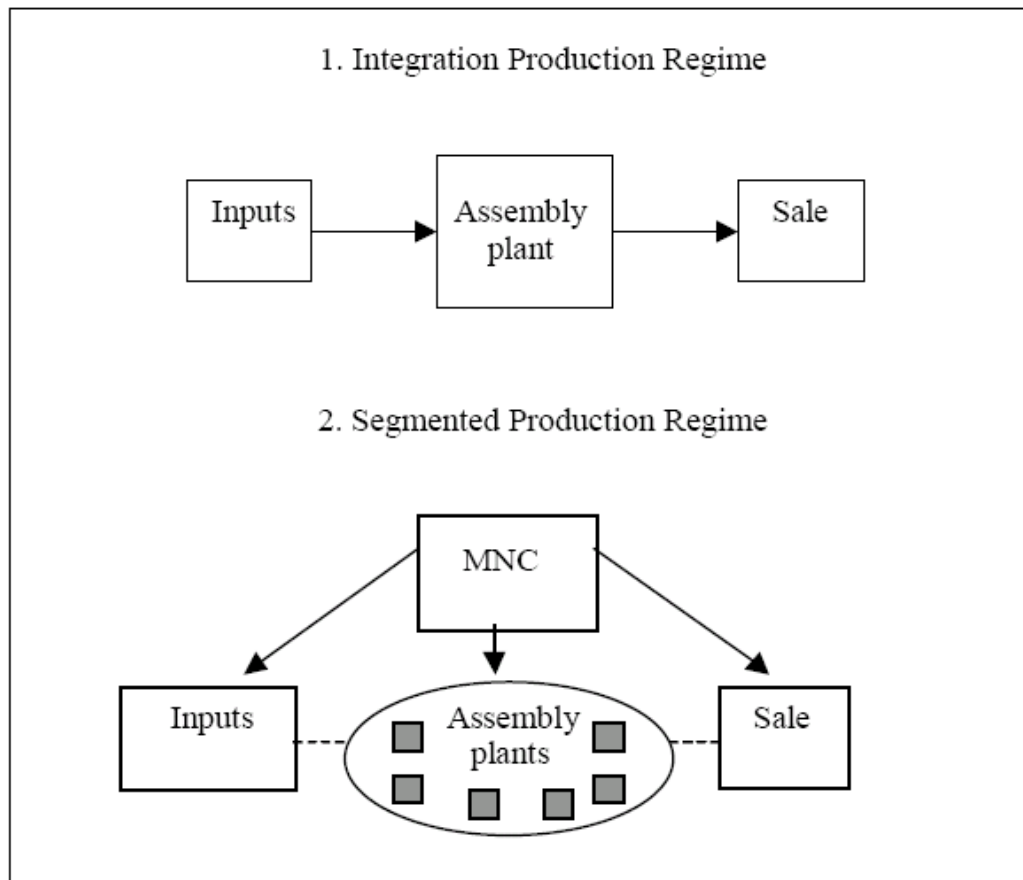 1. Integration Production Regime
Inputs
Assembly
plant
Sale
2. Segmented Production Regime
MNC
Inputs
Assembly
plants
Sale